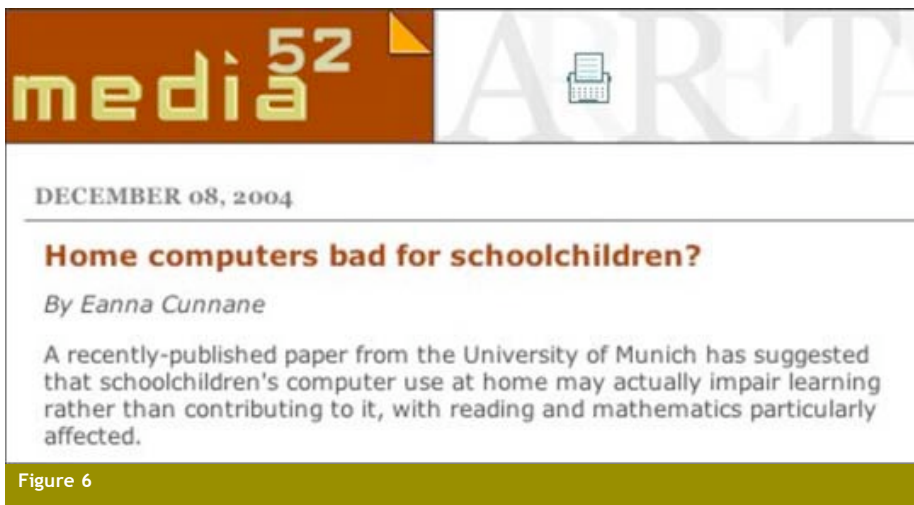 media52
ARETA
DECEMBER 08, 2004
Home computers bad for schoolchildren?
By Eanna Cunnane
A recently-published paper from the University of Munich has suggested
that schoolchildren's computer use at home may actually impair learning
rather than contributing to it, with reading and mathematics particularly
affected.
Figure 6